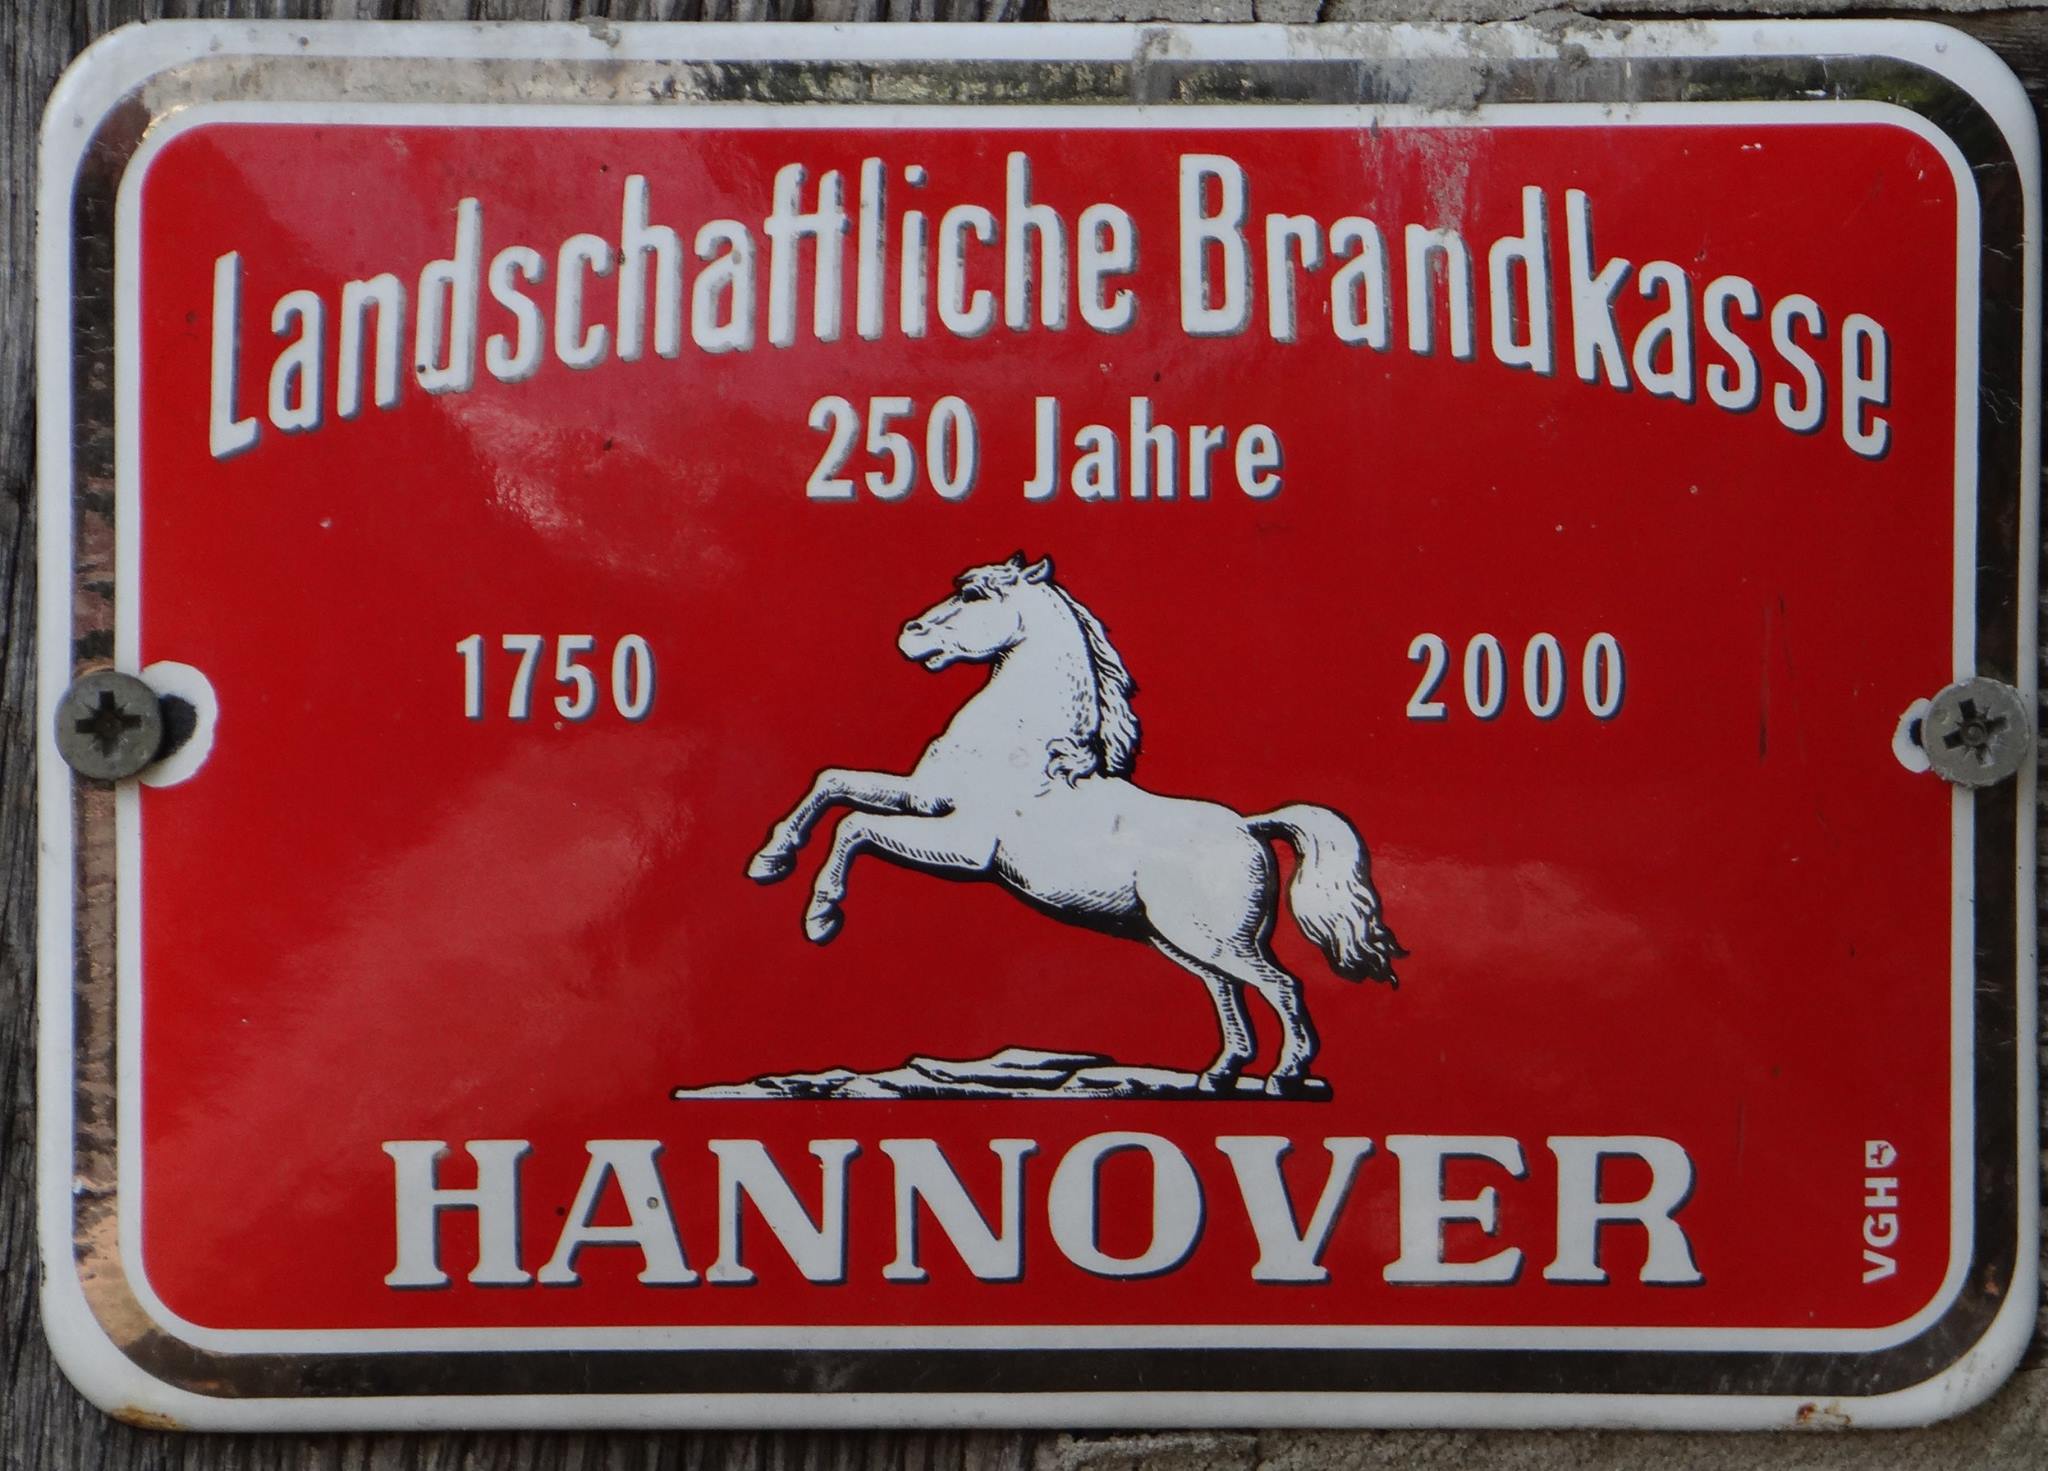 Landschaftliche Brandkasse
250 Jahre
1750
2000
HANNOVER
VGH